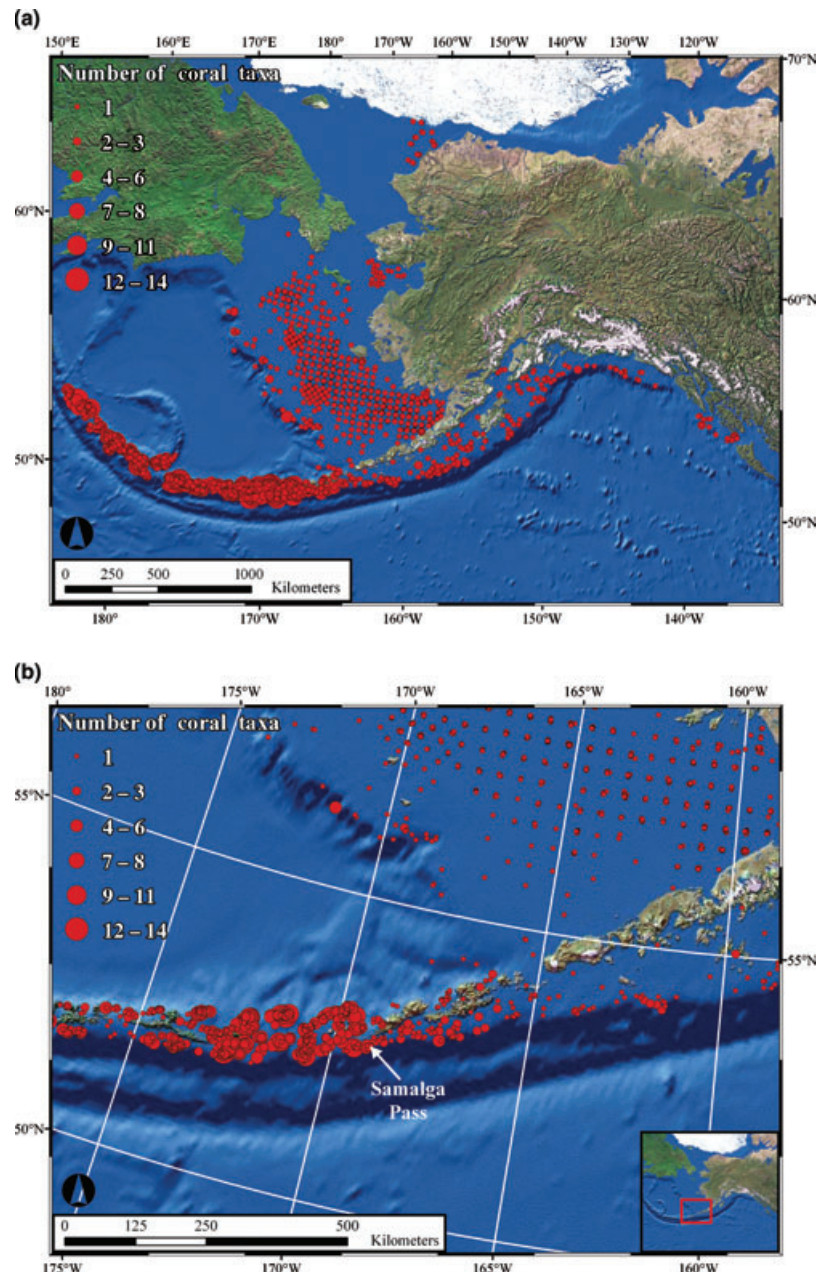 (a)
150°E 160°E 170°E 180° 170°W 160°W 150°W 140°W 130°W 120°W
70°N
Number of coral taxa
1
2 – 3
4 – 6
7 – 8
9 – 11
12 – 14
60°N
60°N
50°N
50°N
0 250 500 1000
Kilometers
180° 170°W 160°W 150°W 140°W
(b)
180° 175°W 170°W 165°W 160°W
Number of coral taxa
1
2 – 3
4 – 6
7 – 8
9 – 11
12 – 14
55°N
55°N
Samalga
Pass
50°N
0 125 250 500
Kilometers
175°W 170°W 165°W 160°W